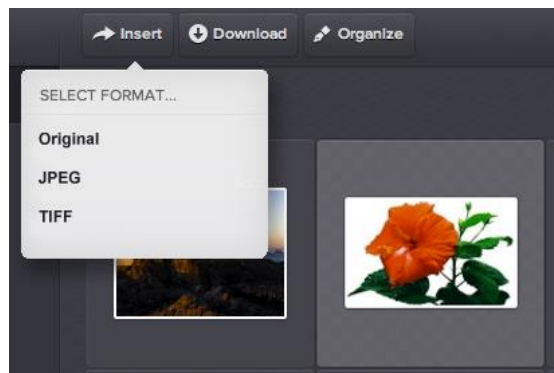 Insert
Download
Organize
SELECT FORMAT...
Original
JPEG
TIFF